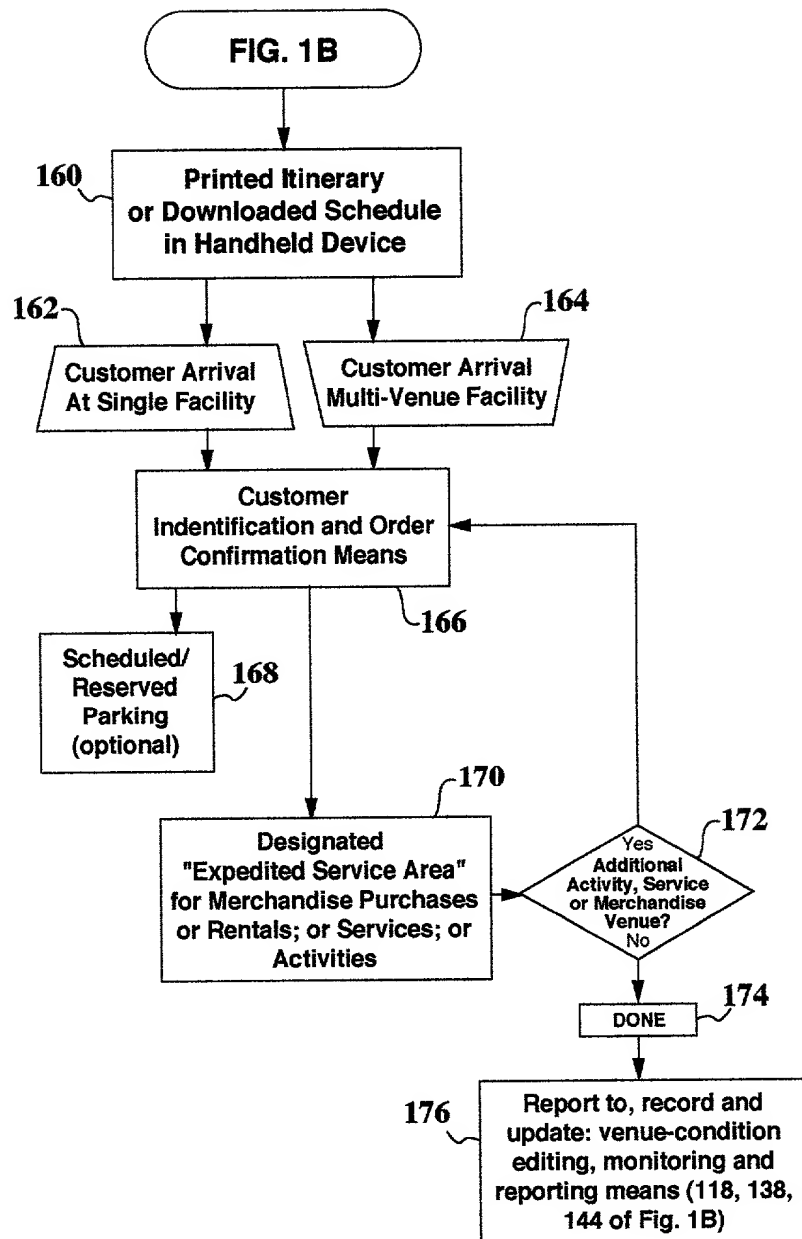 FIG. 1B
160
Printed Itinerary
or Downloaded Schedule
in Handheld Device
162
164
Customer Arrival
At Single Facility
Customer Arrival
Multi-Venue Facility
Customer
Indentification and Order
Confirmation Means
166
Scheduled/
Reserved
Parking
(optional)
168
170
Designated
"Expedited Service Area"
for Merchandise Purchases
or Rentals; or Services; or
Activities
172
Yes
Additional
Activity, Service
or Merchandise
Venue?
No
174
DONE
176
Report to, record and
update: venue-condition
editing, monitoring and
reporting means (118, 138,
144 of Fig. 1B)